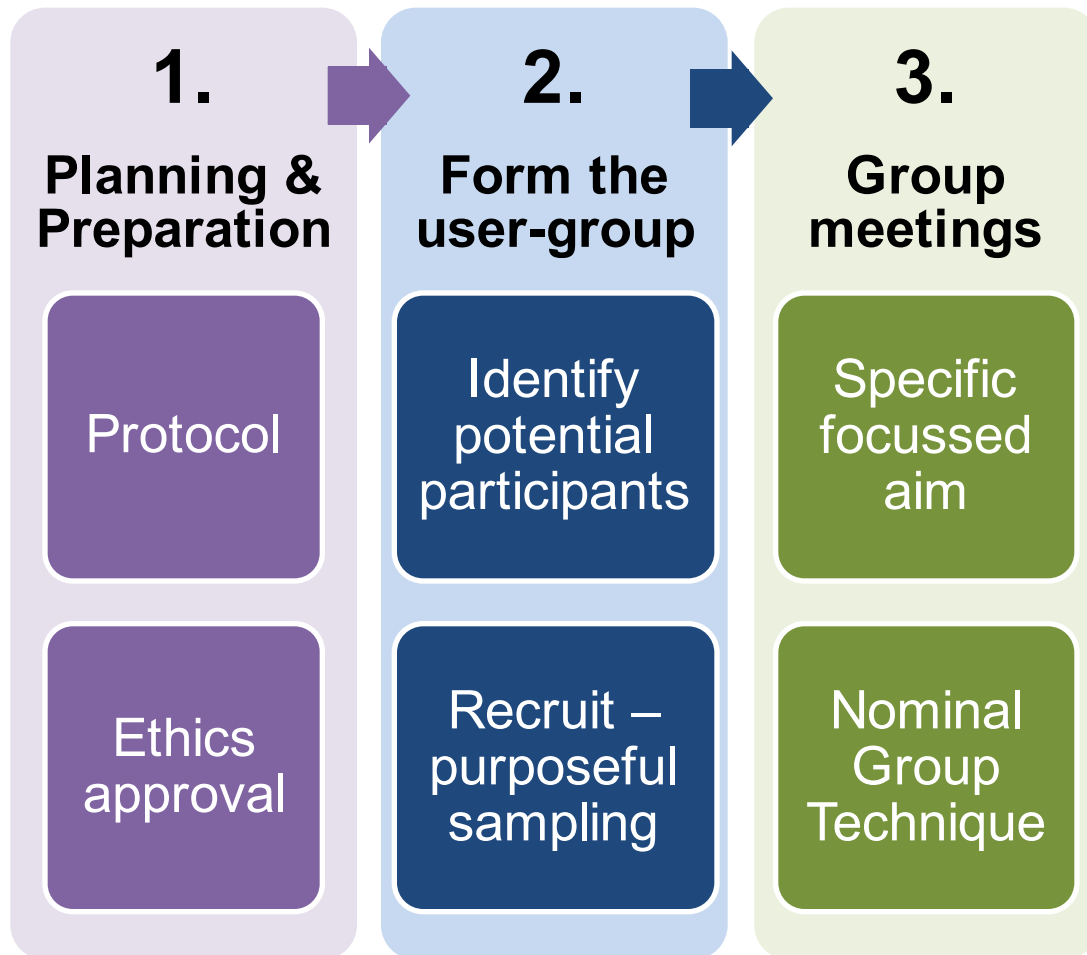 1.
Planning &
Preparation
Protocol
Ethics
approval
2.
Form the
user-group
Identify
potential
participants
Recruit –
purposeful
sampling
3.
Group
meetings
Specific
focussed
aim
Nominal
Group
Technique